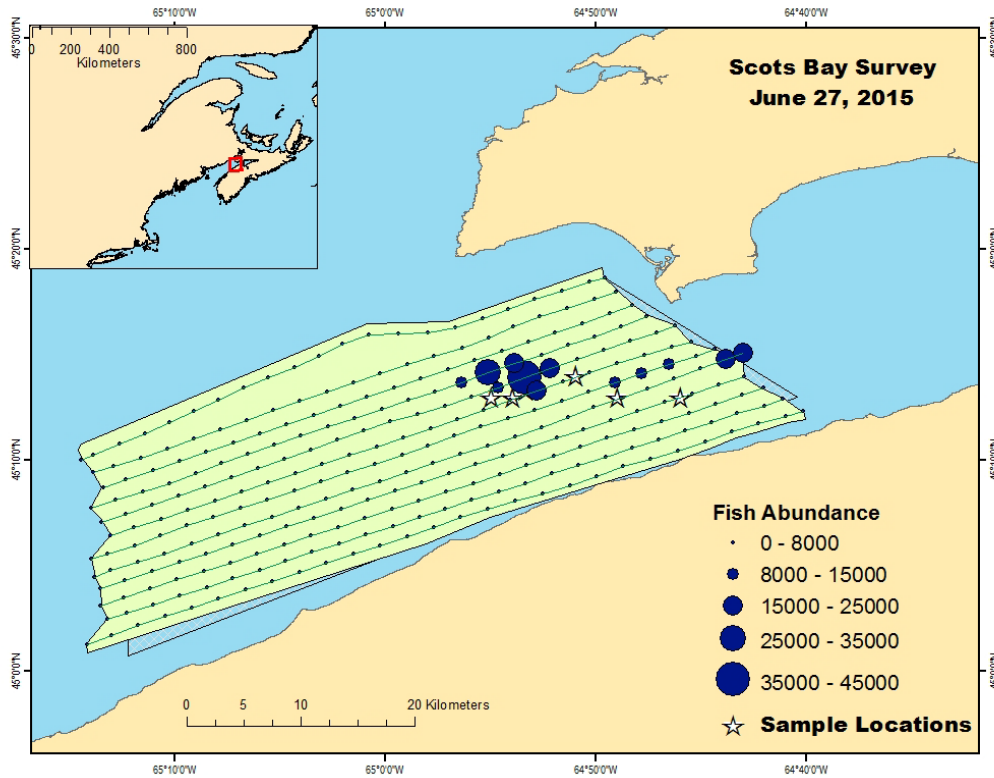 65°10'0"W 65°0'0"W 64°50'0"W 64°40'0"W
45°30'0"N
0 200 400 800
Kilometers
Scots Bay Survey
June 27, 2015
45°20'0"N
45°10'0"N
Fish Abundance
0 - 8000
8000 - 15000
15000 - 25000
25000 - 35000
35000 - 45000
Sample Locations
45°0'0"N
0 5 10 20 Kilometers
65°10'0"W 65°0'0"W 64°50'0"W 64°40'0"W